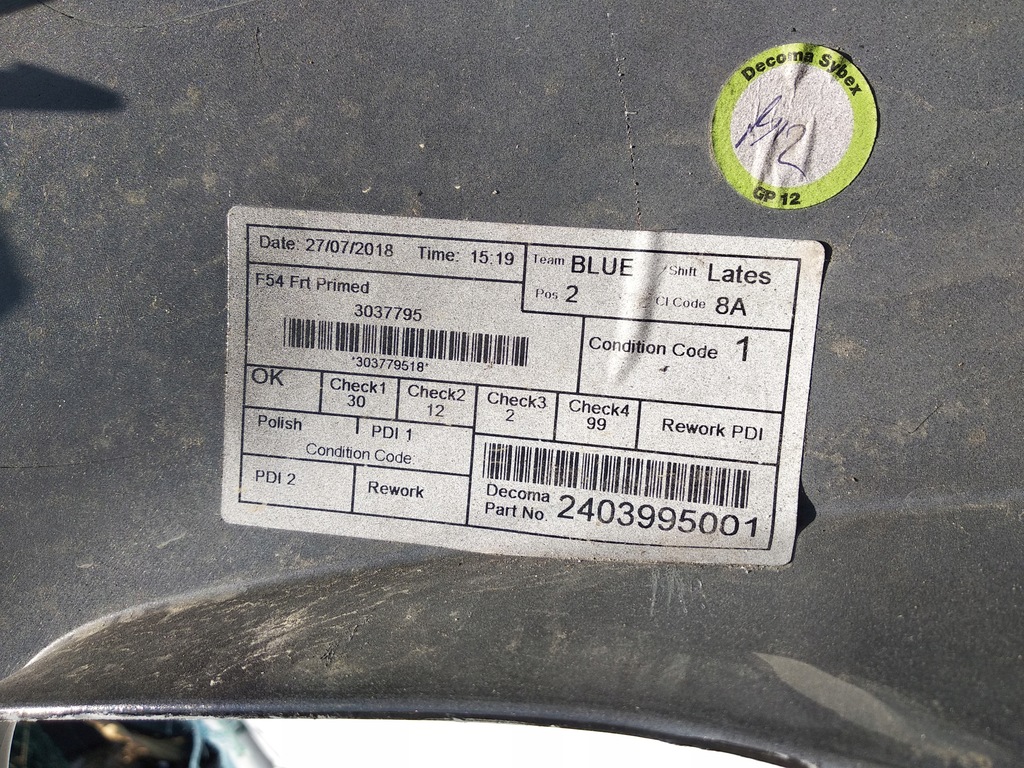 Decoma Sybex
GP 12
Date: 27/07/2018 Time: 15:19
Team BLUE Shift Lates
Pos 2 CI Code 8A
F54 Frt Primed
3037795
*303779518*
Condition Code 1
OK
Check1 30
Check2 12
Check3 2
Check4 99
Rework PDI
Polish PDI 1
Condition Code
PDI 2 Rework
Decoma
Part No. 2403995001